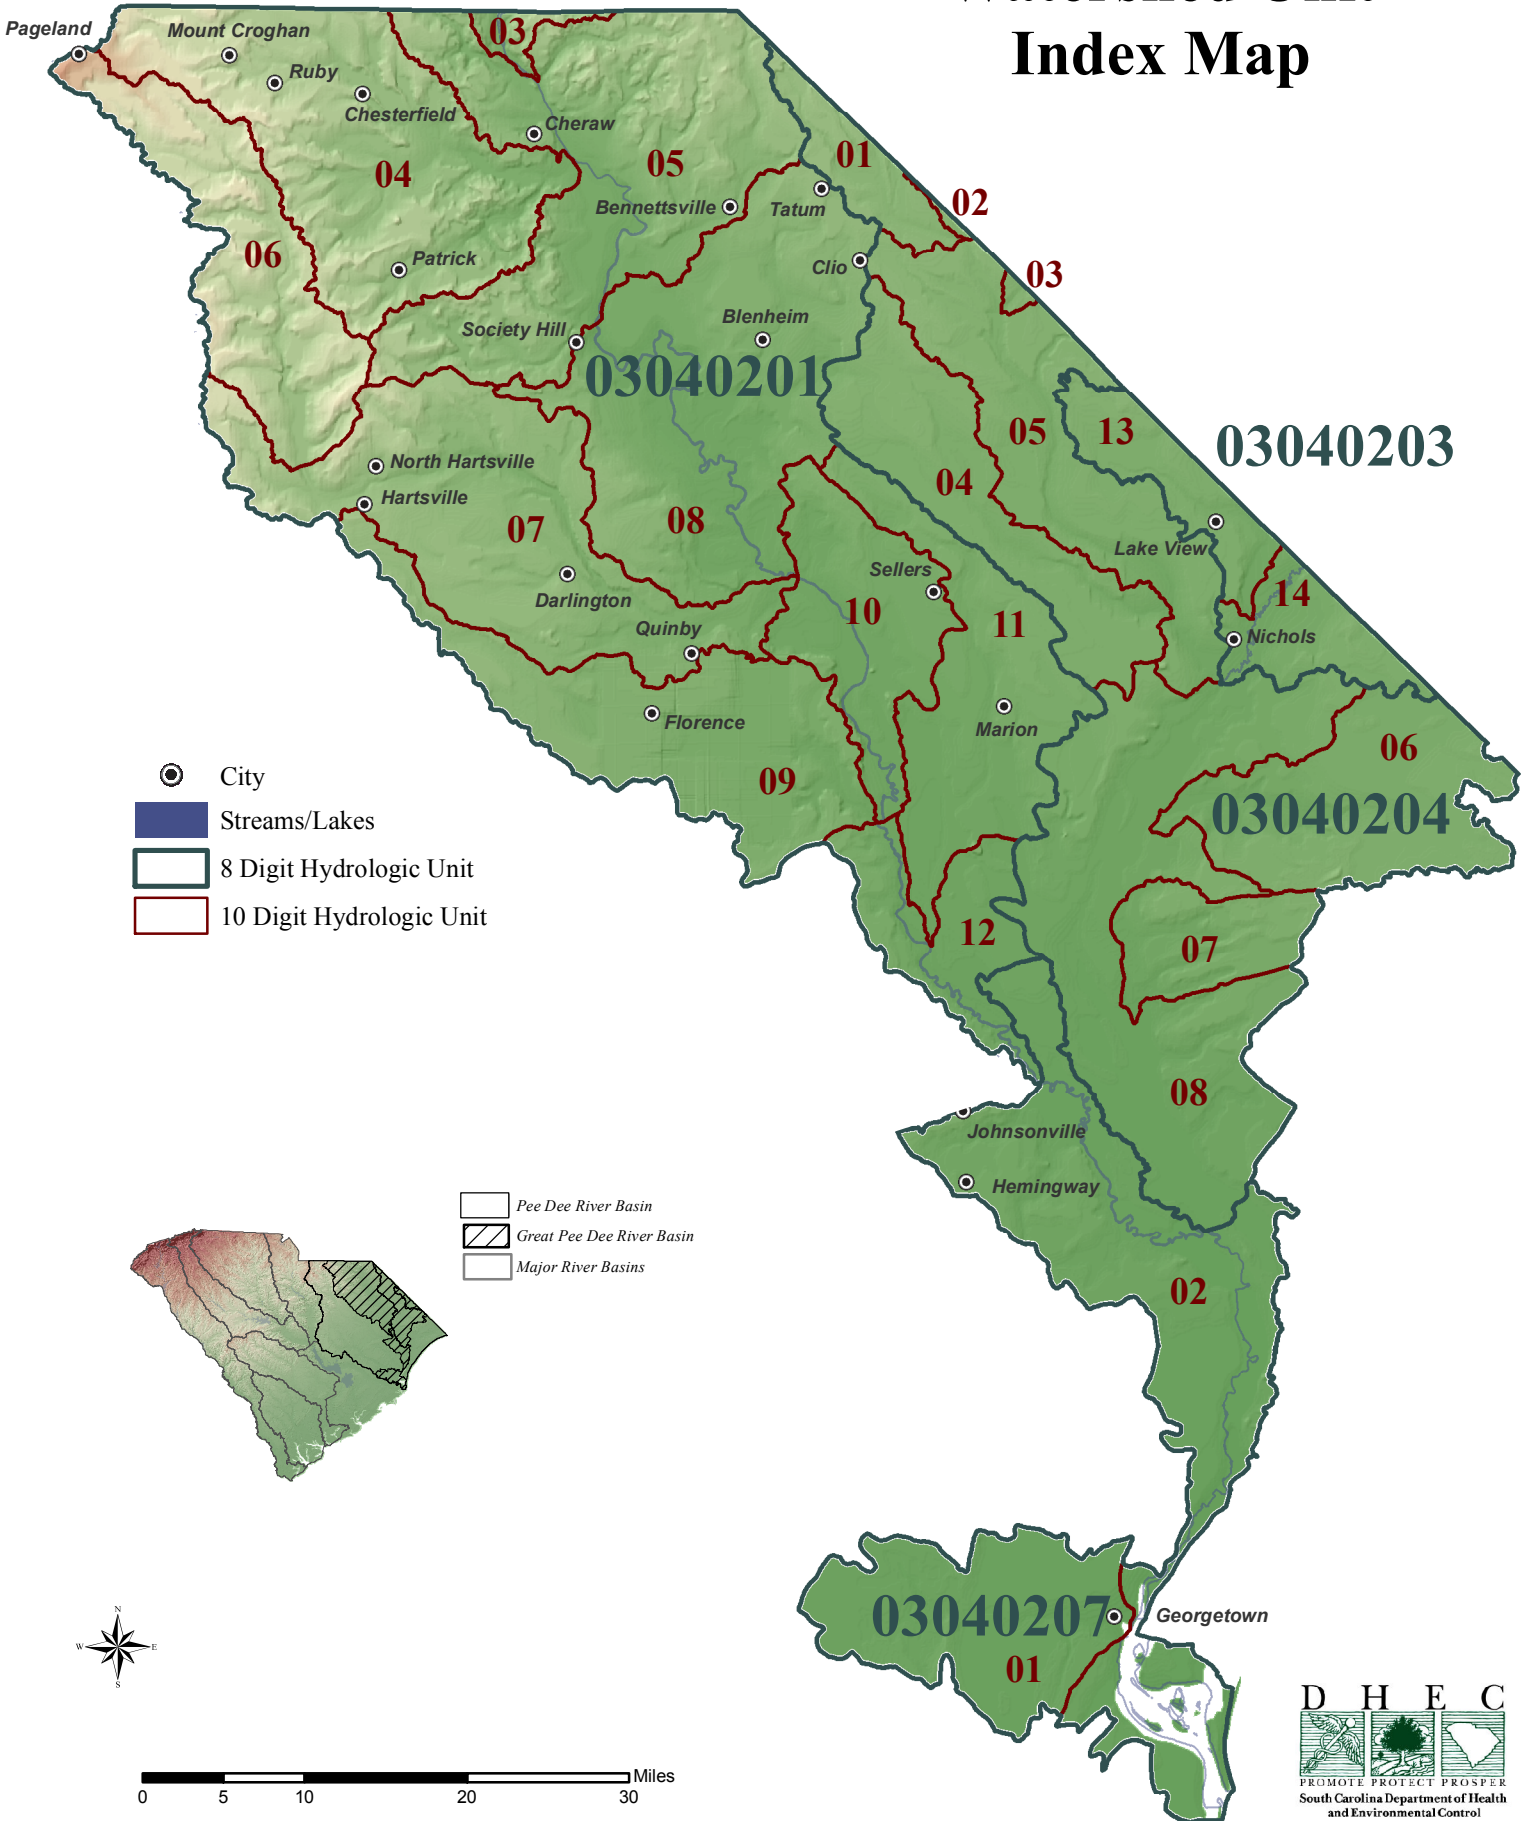 Index Map
Pageland
Mount Croghan
03
Ruby
Chesterfield
Cheraw
01
04
05
02
Bennettsville
Tatum
06
Patrick
Clio
03
Society Hill
Blenheim
03040201
05
13
03040203
North Hartsville
Hartsville
04
07
08
Lake View
Sellers
Darlington
10
11
14
Quinby
Nichols
Florence
Marion
06
09
03040204
City
Streams/Lakes
8 Digit Hydrologic Unit
10 Digit Hydrologic Unit
12
07
08
Johnsonville
Hemingway
Pee Dee River Basin
Great Pee Dee River Basin
Major River Basins
02
03040207
Georgetown
01
N
W
E
S
Miles
0 5 10 20 30
D H E C
PROMOTE PROTECT PROSPER
South Carolina Department of Health
and Environmental Control